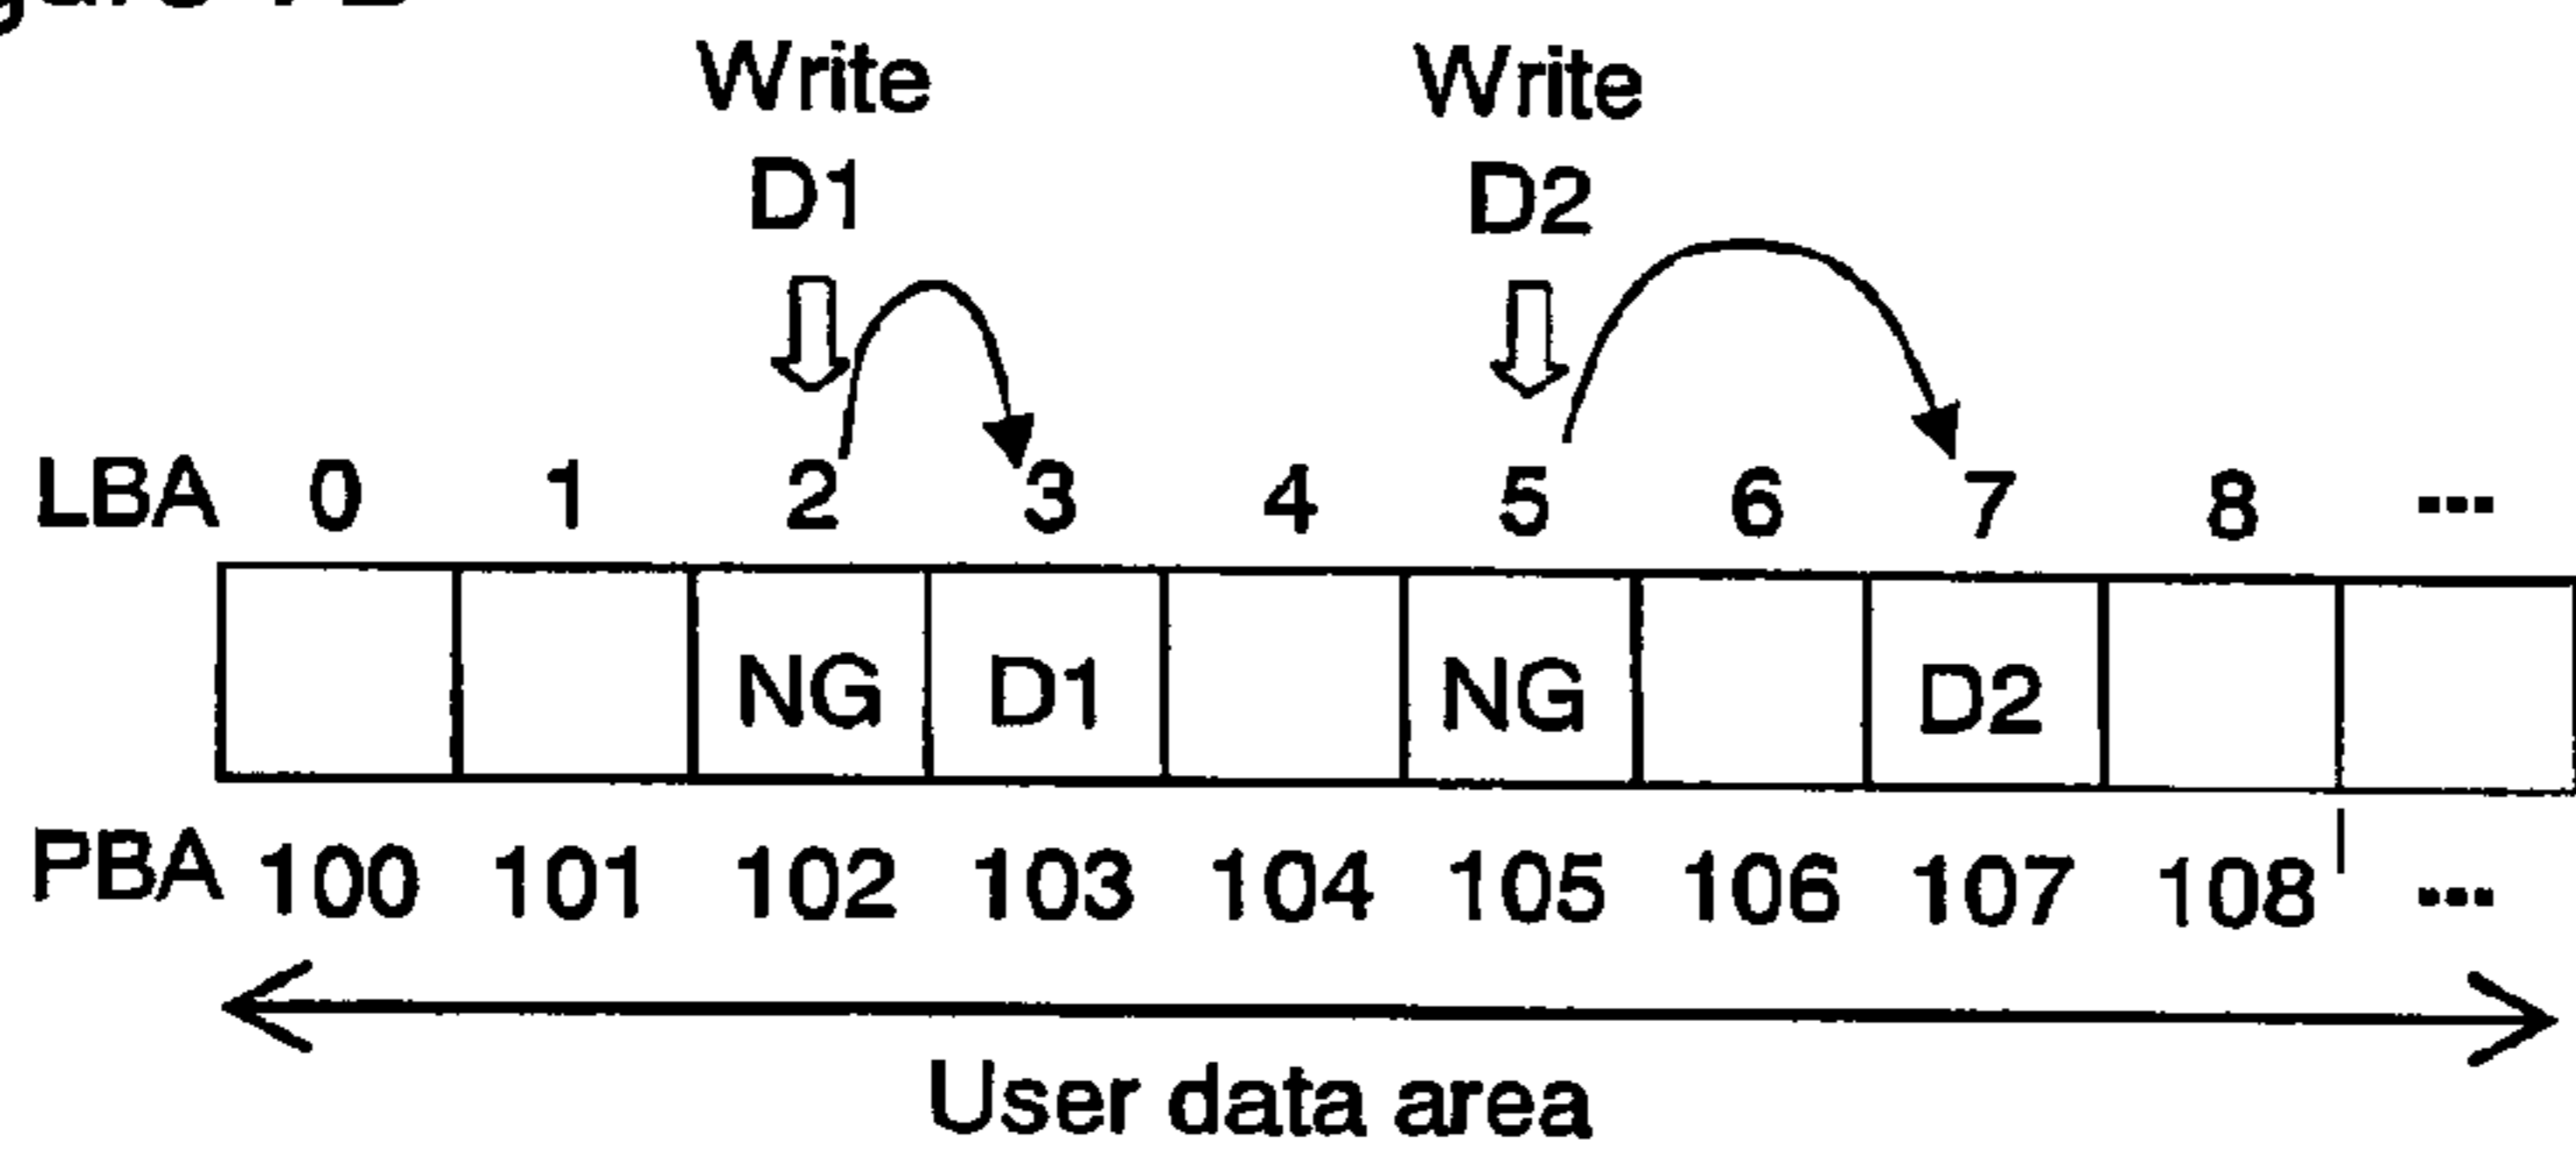 Write Write
D1 D2
LBA 0 1 2 3 4 5 6 7 8 ---
NG D1 NG D2
PBA 100 101 102 103 104 105 106 107 108 ---
User data area